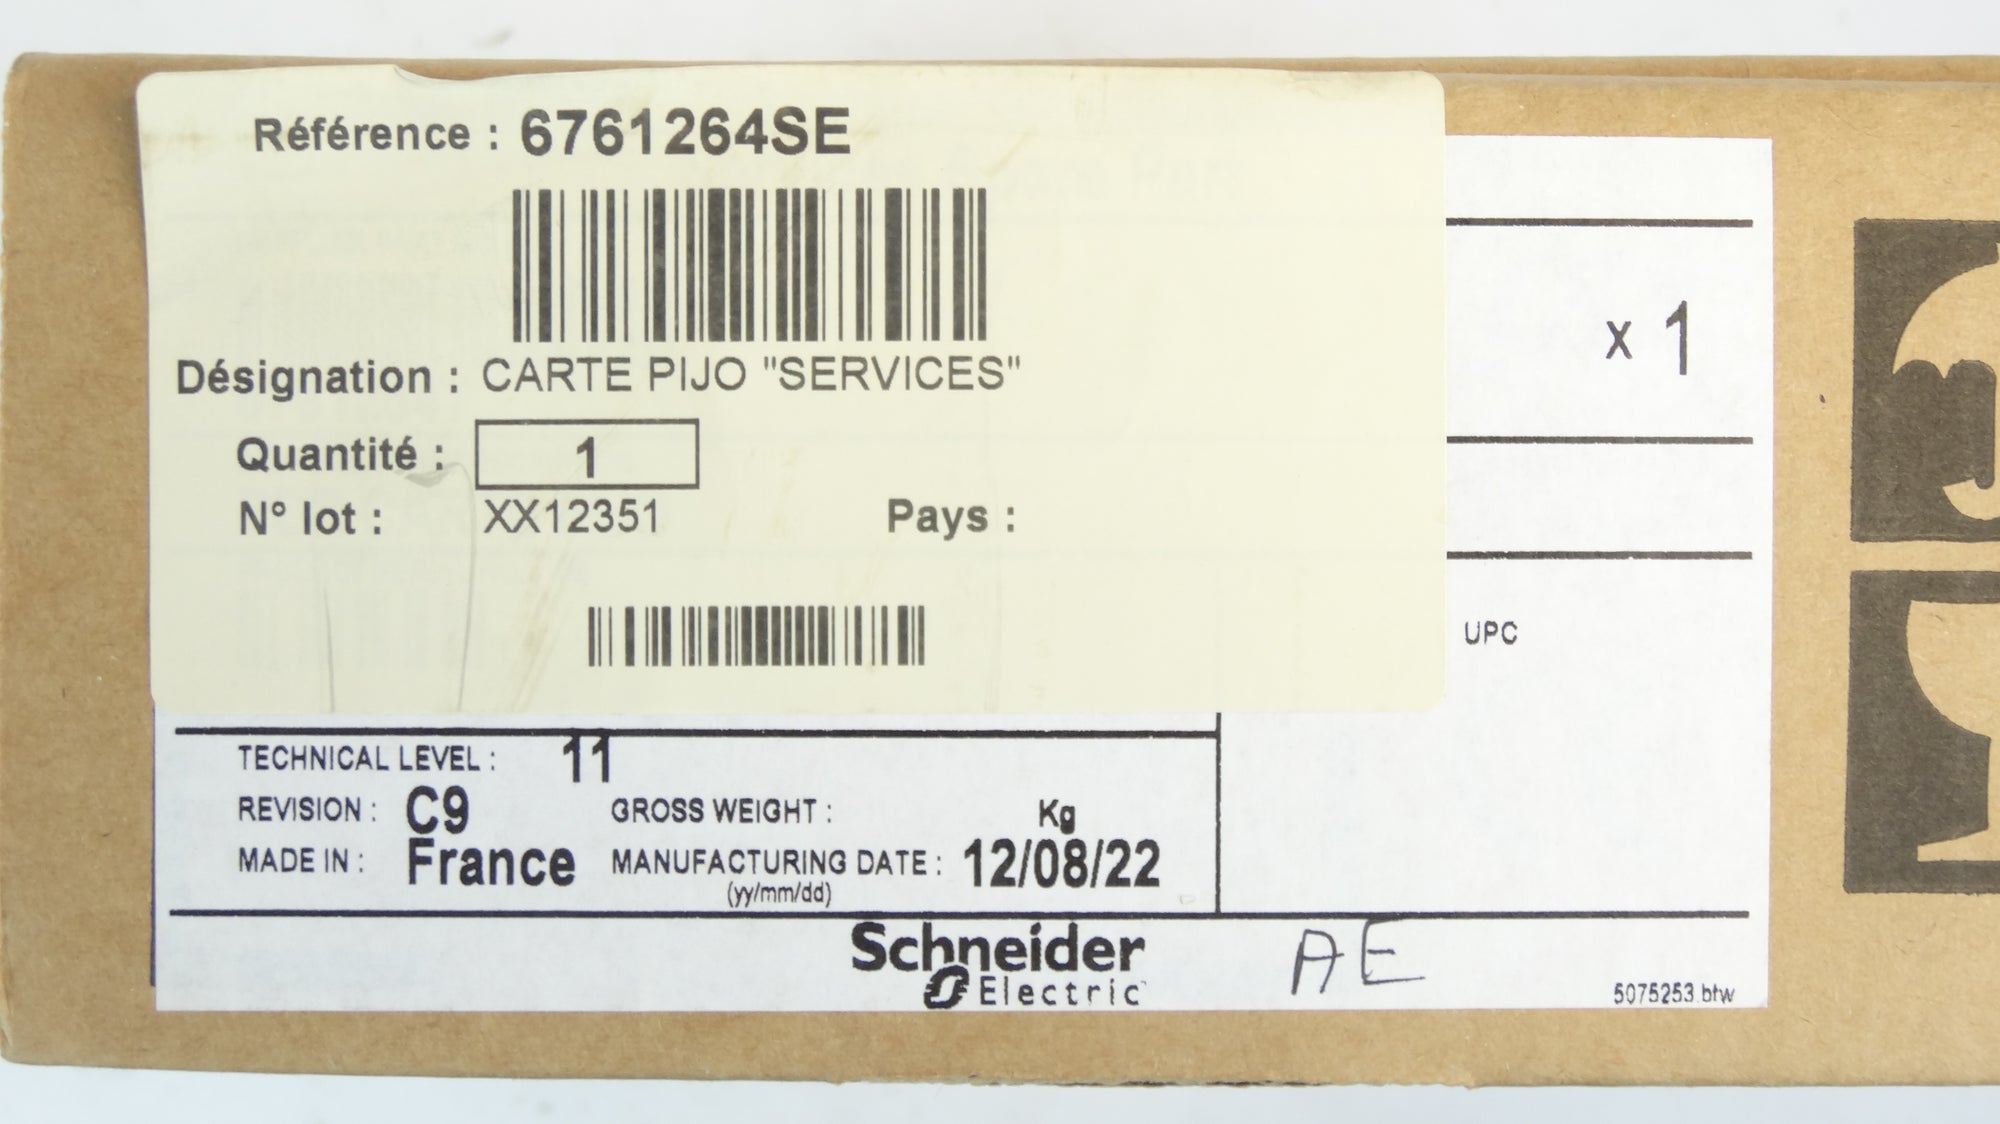 Référence : 6761264SE
x 1
Désignation : CARTE PIJO "SERVICES"
Quantité : 1
N° lot : XX12351 Pays :
UPC
TECHNICAL LEVEL : 11
REVISION : C9 GROSS WEIGHT : Kg
MADE IN : France MANUFACTURING DATE : 12/08/22
(yy/mm/dd)
Schneider
Electric
AE
5075253.btw